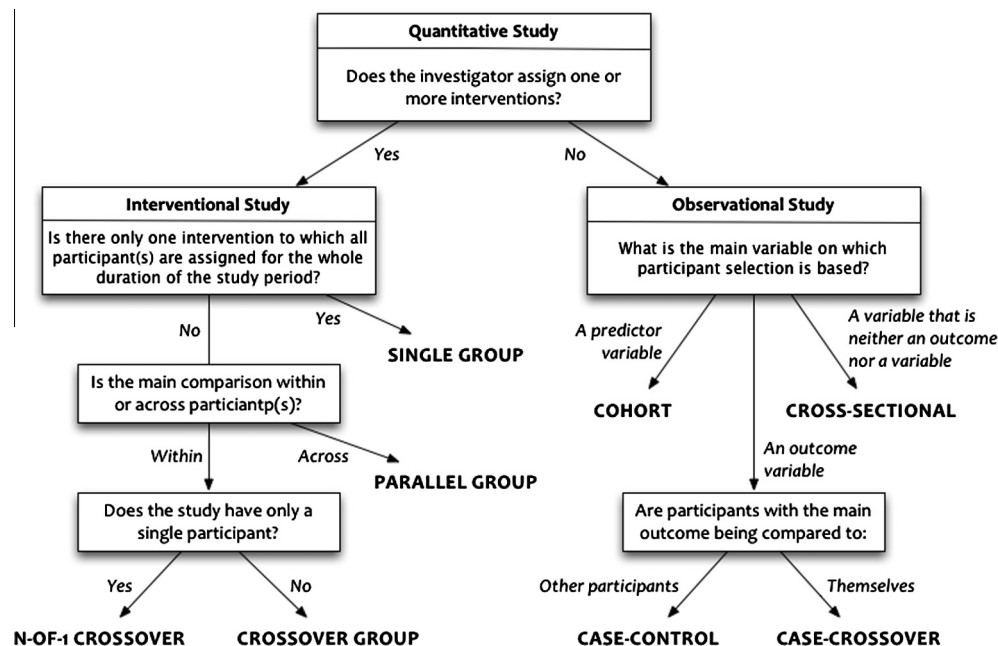 Quantitative Study
Does the investigator assign one or
more interventions?
Yes
No
Interventional Study
Is there only one intervention to which all
participant(s) are assigned for the whole
duration of the study period?
Observational Study
What is the main variable on which
participant selection is based?
No
Yes
SINGLE GROUP
A predictor
variable
A variable that is
neither an outcome
nor a variable
COHORT
CROSS-SECTIONAL
Is the main comparison within
or across particiantp(s)?
Within
Across
PARALLEL GROUP
An outcome
variable
Does the study have only a
single participant?
Are participants with the main
outcome being compared to:
Yes
No
Other participants
Themselves
N-OF-1 CROSSOVER
CROSSOVER GROUP
CASE-CONTROL
CASE-CROSSOVER